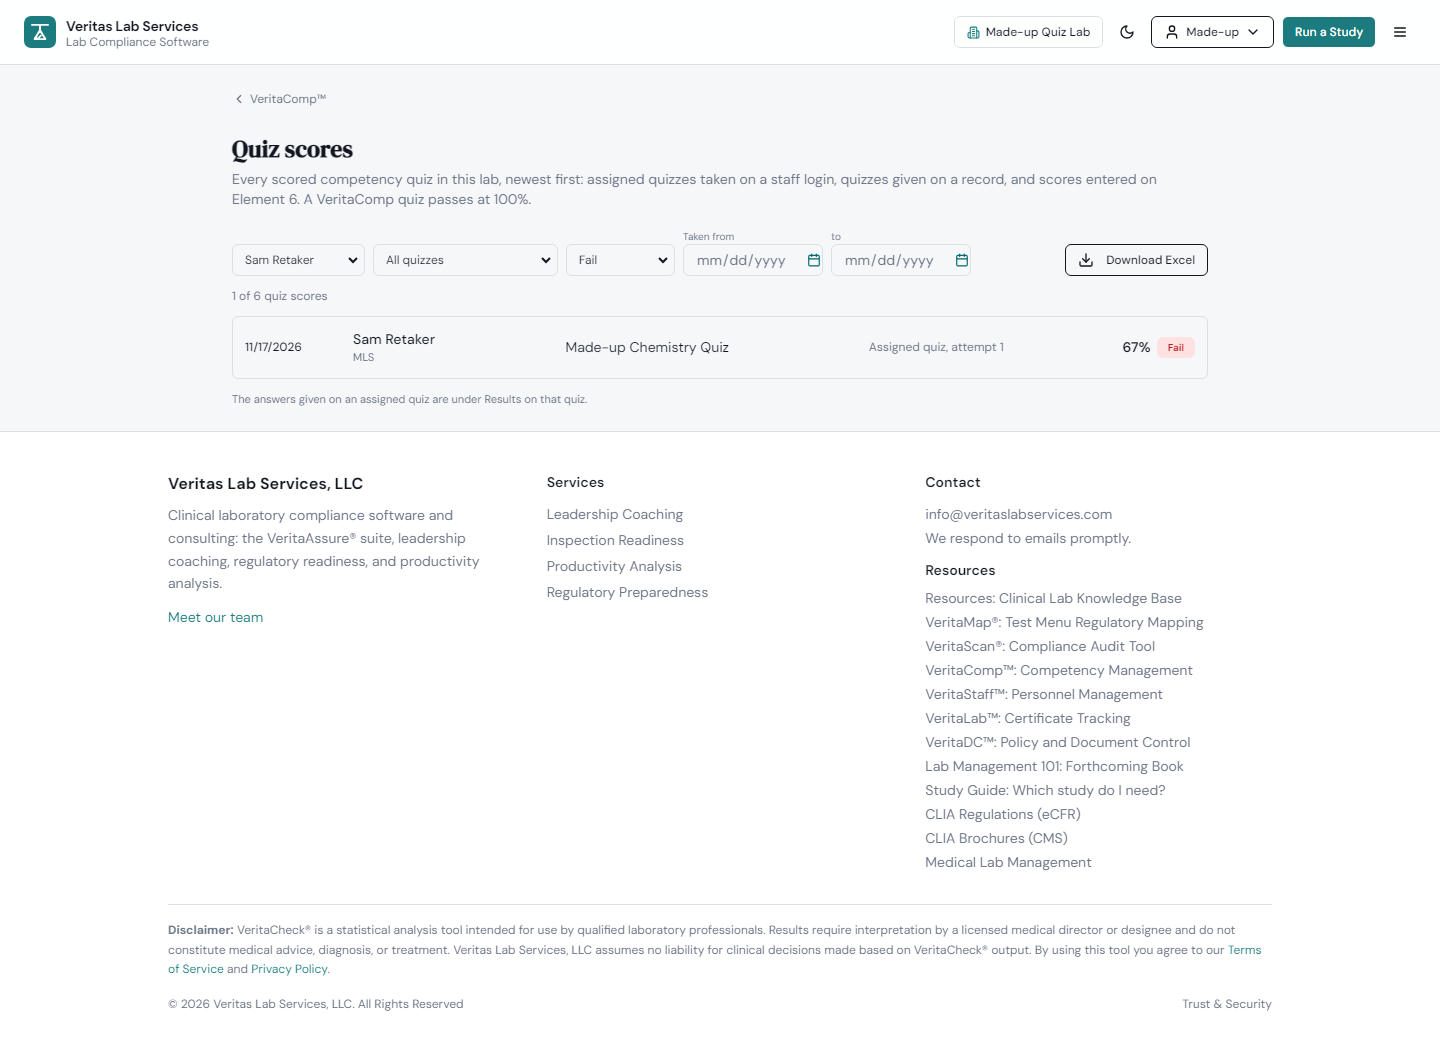 Veritas Lab Services
Lab Compliance Software
Made-up Quiz Lab
Made-up
Run a Study
VeritaComp™
Quiz scores
Every scored competency quiz in this lab, newest first: assigned quizzes taken on a staff login, quizzes given on a record, and scores entered on
Element 6. A VeritaComp quiz passes at 100%.
Taken from
to
Sam Retaker
All quizzes
Fail
mm/dd/yyyy
mm/dd/yyyy
Download Excel
1 of 6 quiz scores
11/17/2026
Sam Retaker
MLS
Made-up Chemistry Quiz
Assigned quiz, attempt 1
67%
Fail
The answers given on an assigned quiz are under Results on that quiz.
Veritas Lab Services, LLC
Clinical laboratory compliance software and
consulting: the VeritaAssure® suite, leadership
coaching, regulatory readiness, and productivity
analysis.
Meet our team
Services
Leadership Coaching
Inspection Readiness
Productivity Analysis
Regulatory Preparedness
Contact
info@veritaslabservices.com
We respond to emails promptly.
Resources
Resources: Clinical Lab Knowledge Base
VeritaMap®: Test Menu Regulatory Mapping
VeritaScan®: Compliance Audit Tool
VeritaComp™: Competency Management
VeritaStaff™: Personnel Management
VeritaLab™: Certificate Tracking
VeritaDC™: Policy and Document Control
Lab Management 101: Forthcoming Book
Study Guide: Which study do I need?
CLIA Regulations (eCFR)
CLIA Brochures (CMS)
Medical Lab Management
Disclaimer: VeritaCheck® is a statistical analysis tool intended for use by qualified laboratory professionals. Results require interpretation by a licensed medical director or designee and do not
constitute medical advice, diagnosis, or treatment. Veritas Lab Services, LLC assumes no liability for clinical decisions made based on VeritaCheck® output. By using this tool you agree to our Terms
of Service and Privacy Policy.
© 2026 Veritas Lab Services, LLC. All Rights Reserved
Trust & Security